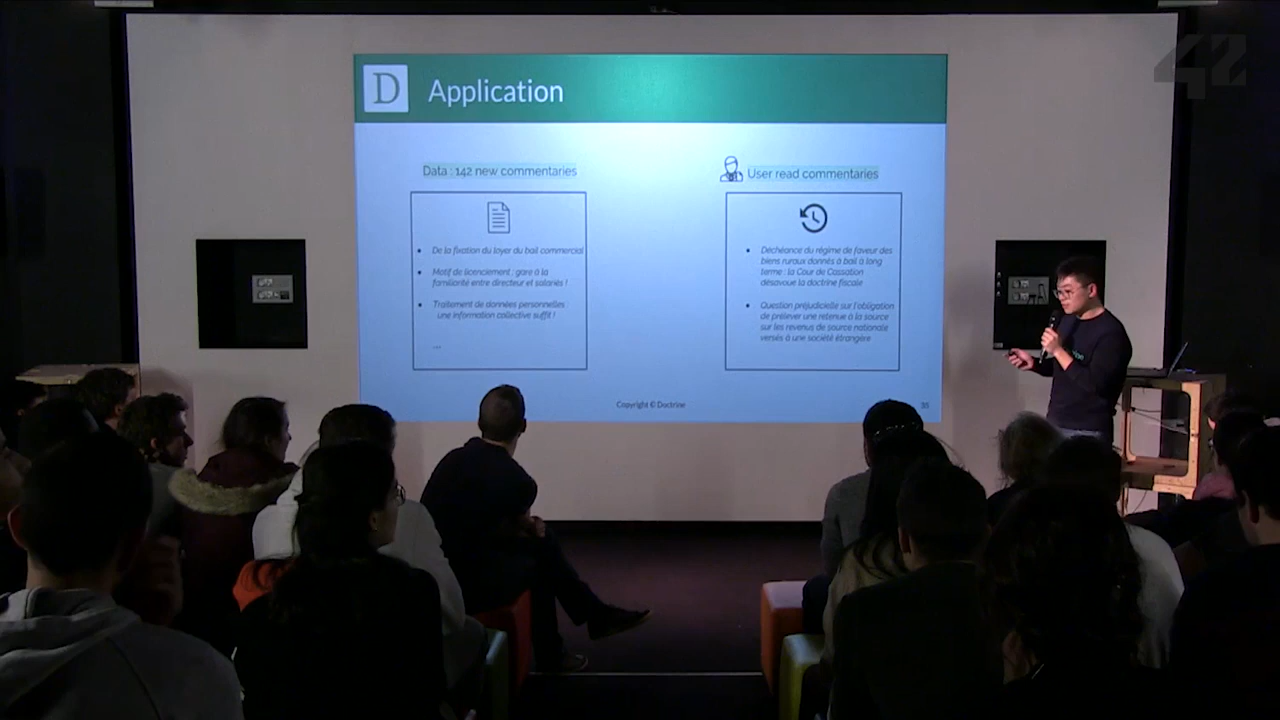 42
D
Application
Data : 142 new commentaries
De la fixation du loyer du bail commercial
Motif de licenciement : gare à la
familiarité entre directeur et salariés !
Traitement de données personnelles :
une information collective suffit !
...
User read commentaries
Déchéance du régime de faveur des
biens ruraux donnés à bail à long
terme : la Cour de Cassation
désavoue la doctrine fiscale
Question préjudicielle sur l'obligation
de prélever une retenue à la source
sur les revenus de source nationale
versés à une société étrangère
Copyright © Doctrine